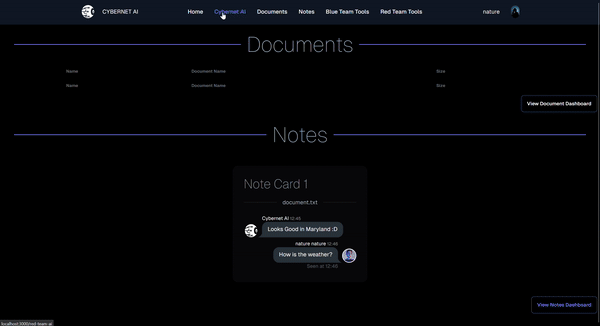 CYBERNET AI
Home
Cybernet AI
Documents
Notes
Blue Team Tools
Red Team Tools
nature
Documents
Name Document Name Size
Name Document Name Size
View Document Dashboard
Notes
Note Card 1
document.txt
Cybernet AI 12:45
Looks Good in Maryland :D
nature nature 12:46
How is the weather?
Seen at 12:46
View Notes Dashboard
localhost:3000/red-team-ai